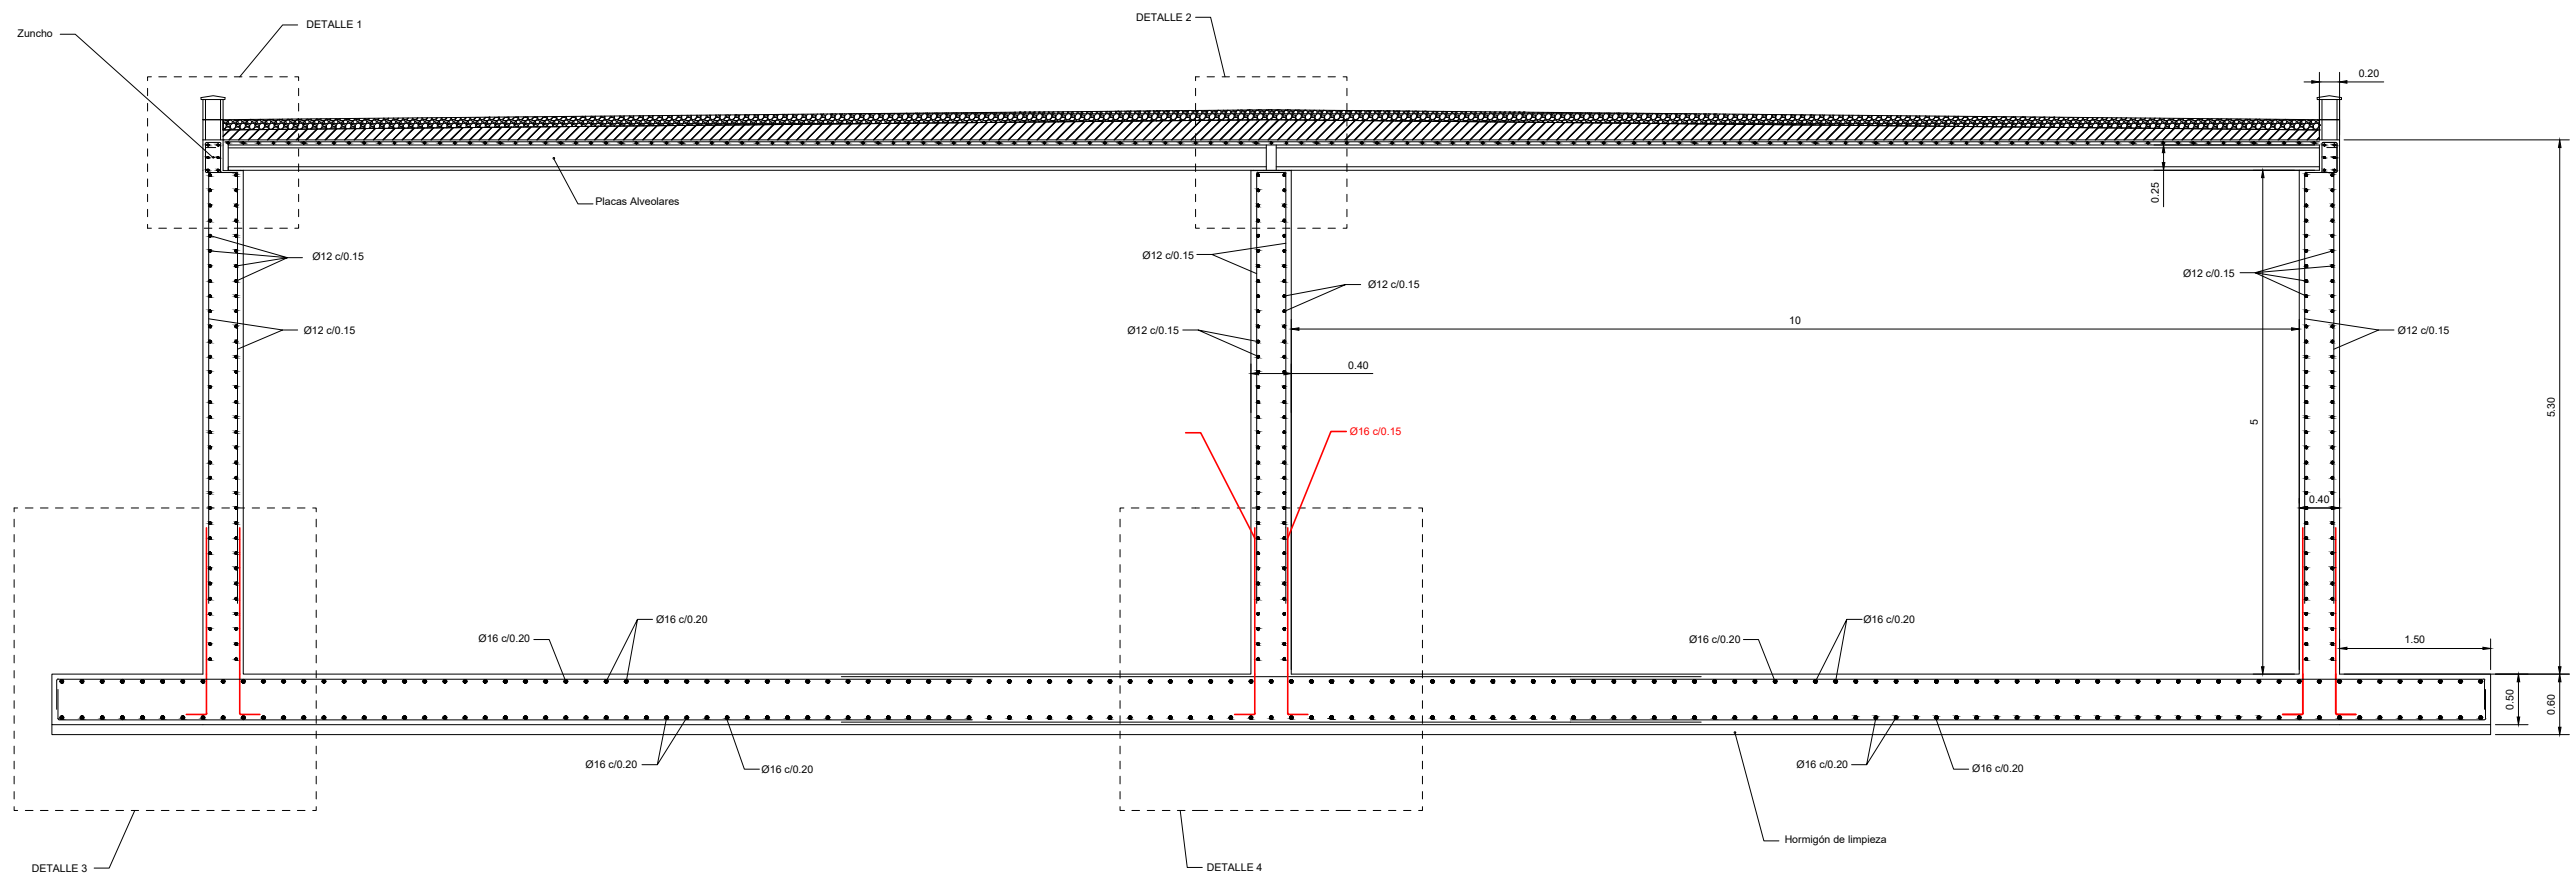 DETALLE 2
DETALLE 1
Zuncho
0.20
0.25
Placas Alveolares
Ø12 c/0.15
Ø12 c/0.15
Ø12 c/0.15
Ø12 c/0.15
10
Ø12 c/0.15
Ø12 c/0.15
Ø12 c/0.15
0.40
5.30
5
Ø16 c/0.15
0.40
Ø16 c/0.20
Ø16 c/0.20
Ø16 c/0.20
Ø16 c/0.20
1.50
0.50
0.60
Ø16 c/0.20
Ø16 c/0.20
Ø16 c/0.20
Ø16 c/0.20
Hormigón de limpieza
DETALLE 3
DETALLE 4